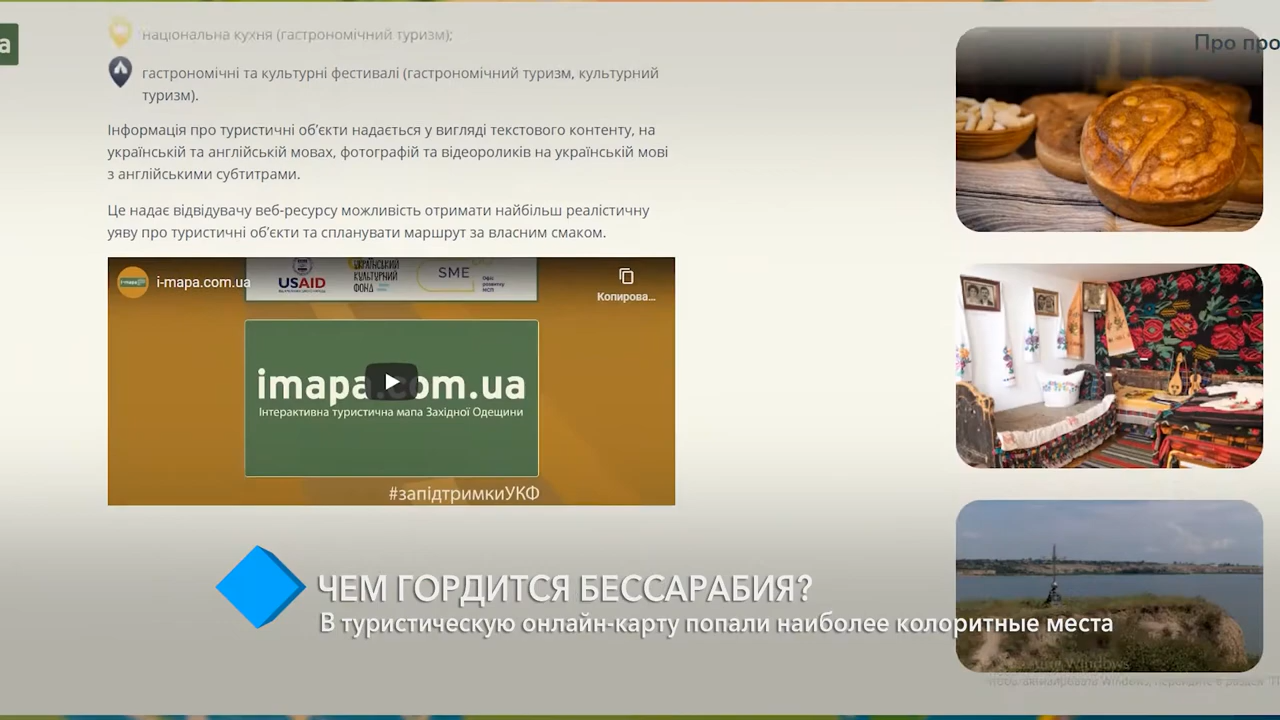 а
національна кухня (гастрономічний туризм);
Про про
гастрономічні та культурні фестивалі (гастрономічний туризм, культурний
туризм).
Інформація про туристичні об’єкти надається у вигляді текстового контенту, на
українській та англійській мовах, фотографій та відеороликів на українській мові
з англійськими субтитрами.
Це надає відвідувачу веб-ресурсу можливість отримати найбільш реалістичну
уяву про туристичні об’єкти та спланувати маршрут за власним смаком.
i-mapa.com.ua
USAID
УКРАЇНСЬКИЙ
КУЛЬТУРНИЙ
ФОНД
SME
Копирова...
imapa.com.ua
Інтерактивна туристична мапа Західної Одещини
#запідтримкиУКФ
ЧЕМ ГОРДИТСЯ БЕССАРАБИЯ?
В туристическую онлайн-карту попали наиболее колоритные места